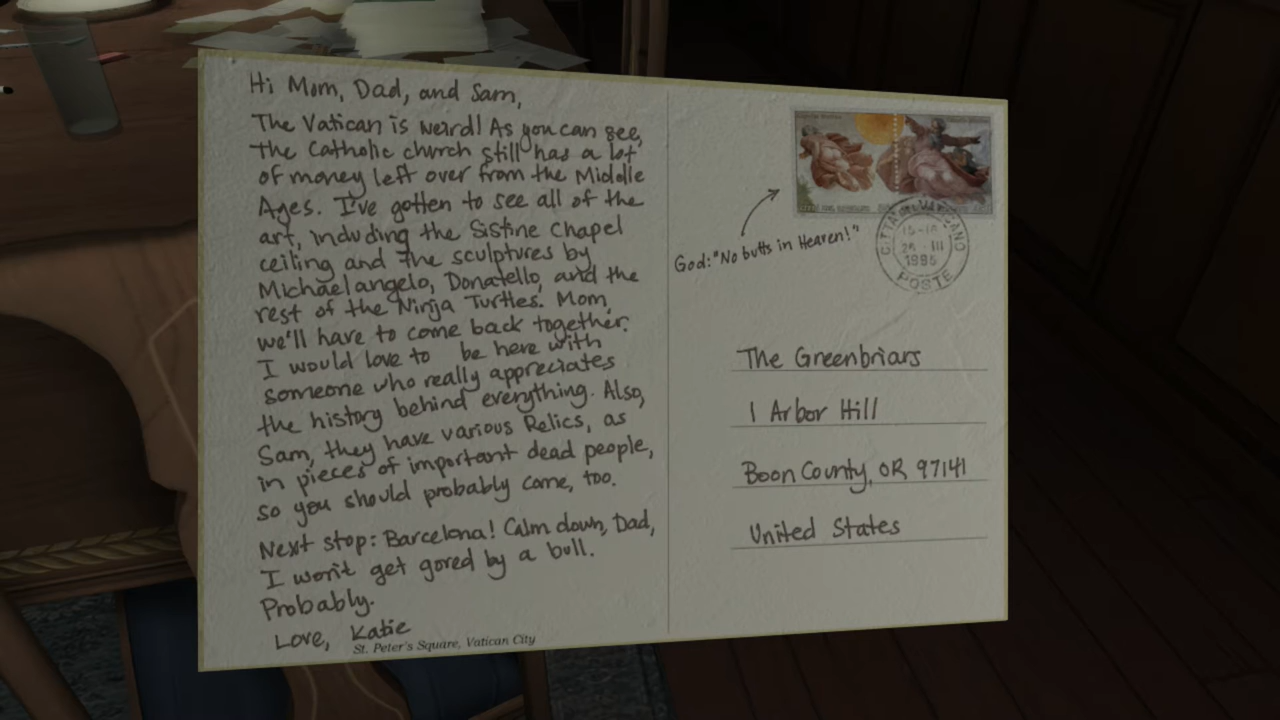 Hi Mom, Dad, and Sam,
The Vatican is weird! As you can see,
the Catholic church still has a lot
of money left over from the Middle
Ages. I've gotten to see all of the
art, including the Sistine Chapel
ceiling and the sculptures by
Michaelangelo, Donatello, and the
rest of the Ninja Turtles. Mom,
we'll have to come back together.
I would love to be here with
someone who really appreciates
the history behind everything. Also,
Sam, they have various Relics, as
in pieces of important dead people,
so you should probably come, too.
Next stop: Barcelona! Calm down, Dad,
I won't get gored by a bull.
Probably.
Love, Katie
St. Peter's Square, Vatican City
God: "No butts in Heaven!"
CITTA DEL VATICANO
26 - III
1995
POSTE
The Greenbriars
1 Arbor Hill
Boon County, OR 97141
United States